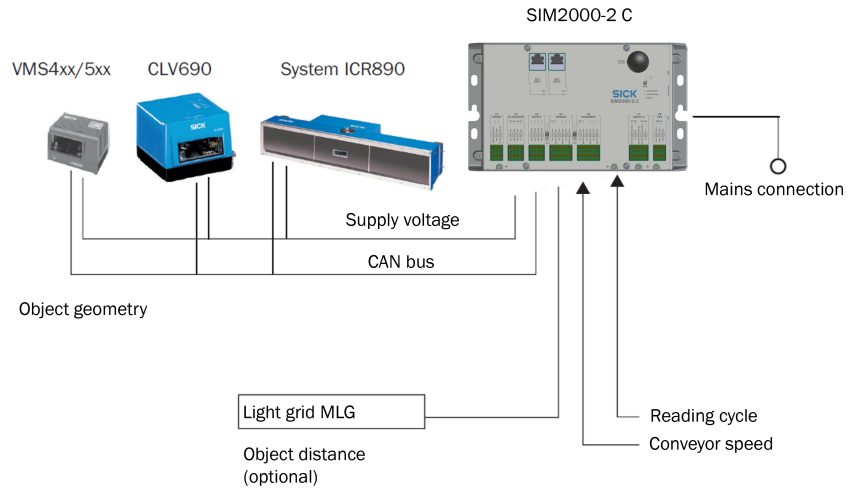 SIM2000-2 C
VMS4xx/5xx
CLV690
System ICR890
SICK
SICK
SIM2000-2 C
Mains connection
Supply voltage
CAN bus
Object geometry
Light grid MLG
Reading cycle
Conveyor speed
Object distance
(optional)